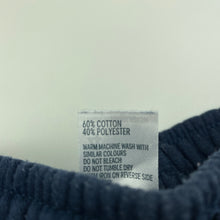 60% COTTON
40% POLYESTER
WARM MACHINE WASH WITH
SIMILAR COLOURS
DO NOT BLEACH
DO NOT TUMBLE DRY
IRON ON REVERSE SIDE